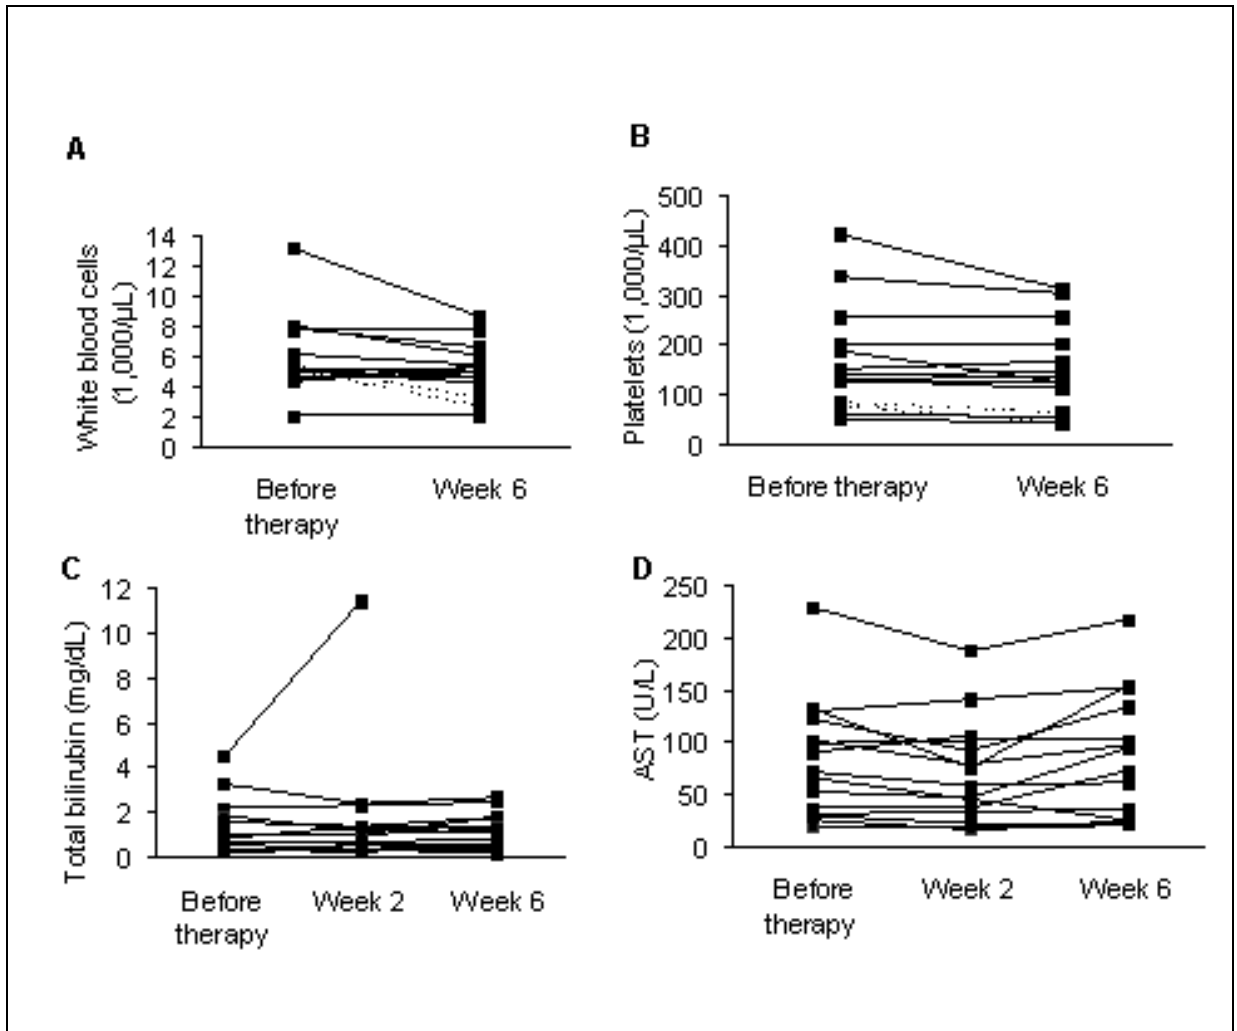 A
White blood cells
(1,000/µL)
14
12
10
8
6
4
2
0
Before
therapy
Week 6
B
Platelets (1,000/µL)
500
400
300
200
100
0
Before therapy
Week 6
C
Total bilirubin (mg/dL)
12
10
8
6
4
2
0
Before
therapy
Week 2
Week 6
D
AST (U/L)
250
200
150
100
50
0
Before
therapy
Week 2
Week 6